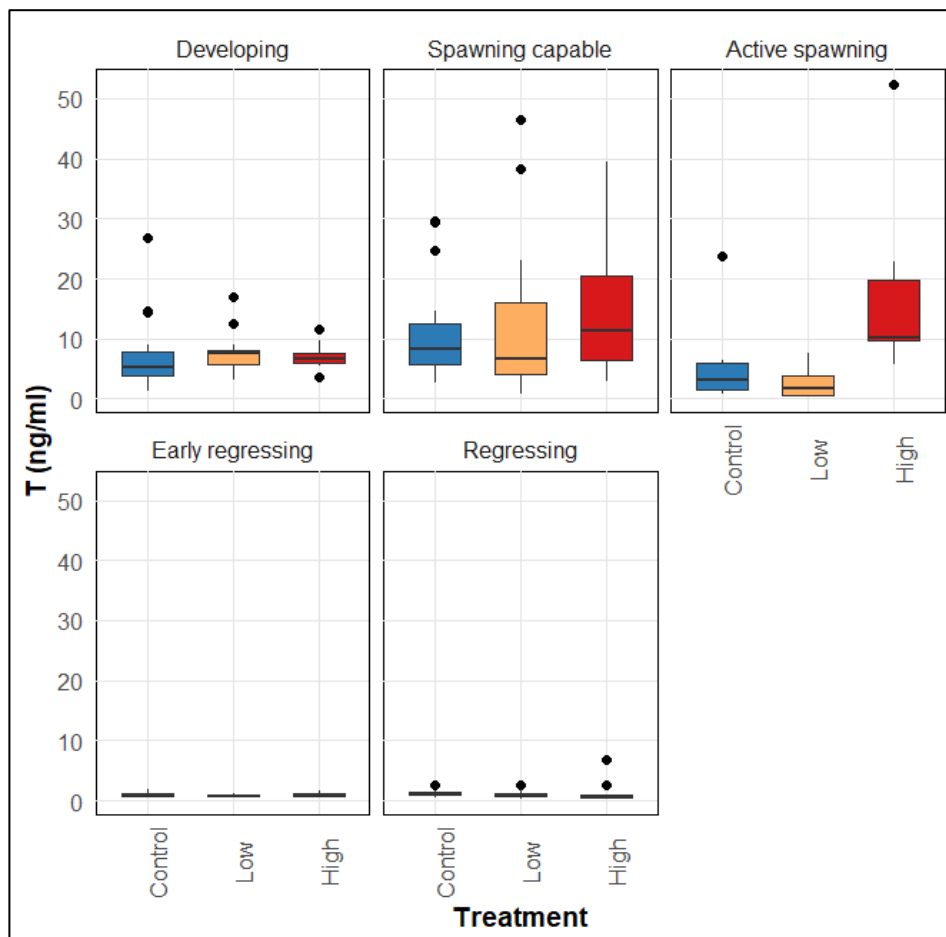 Developing
Spawning capable
Active spawning
50
40
30
20
10
0
Control
Low
High
Early regressing
Regressing
50
40
30
20
10
0
Control
Low
High
Control
Low
High
T (ng/ml)
Treatment